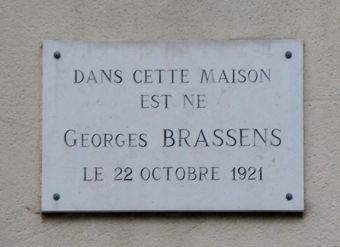 DANS CETTE MAISON
EST NE
GEORGES BRASSENS
LE 22 OCTOBRE 1921